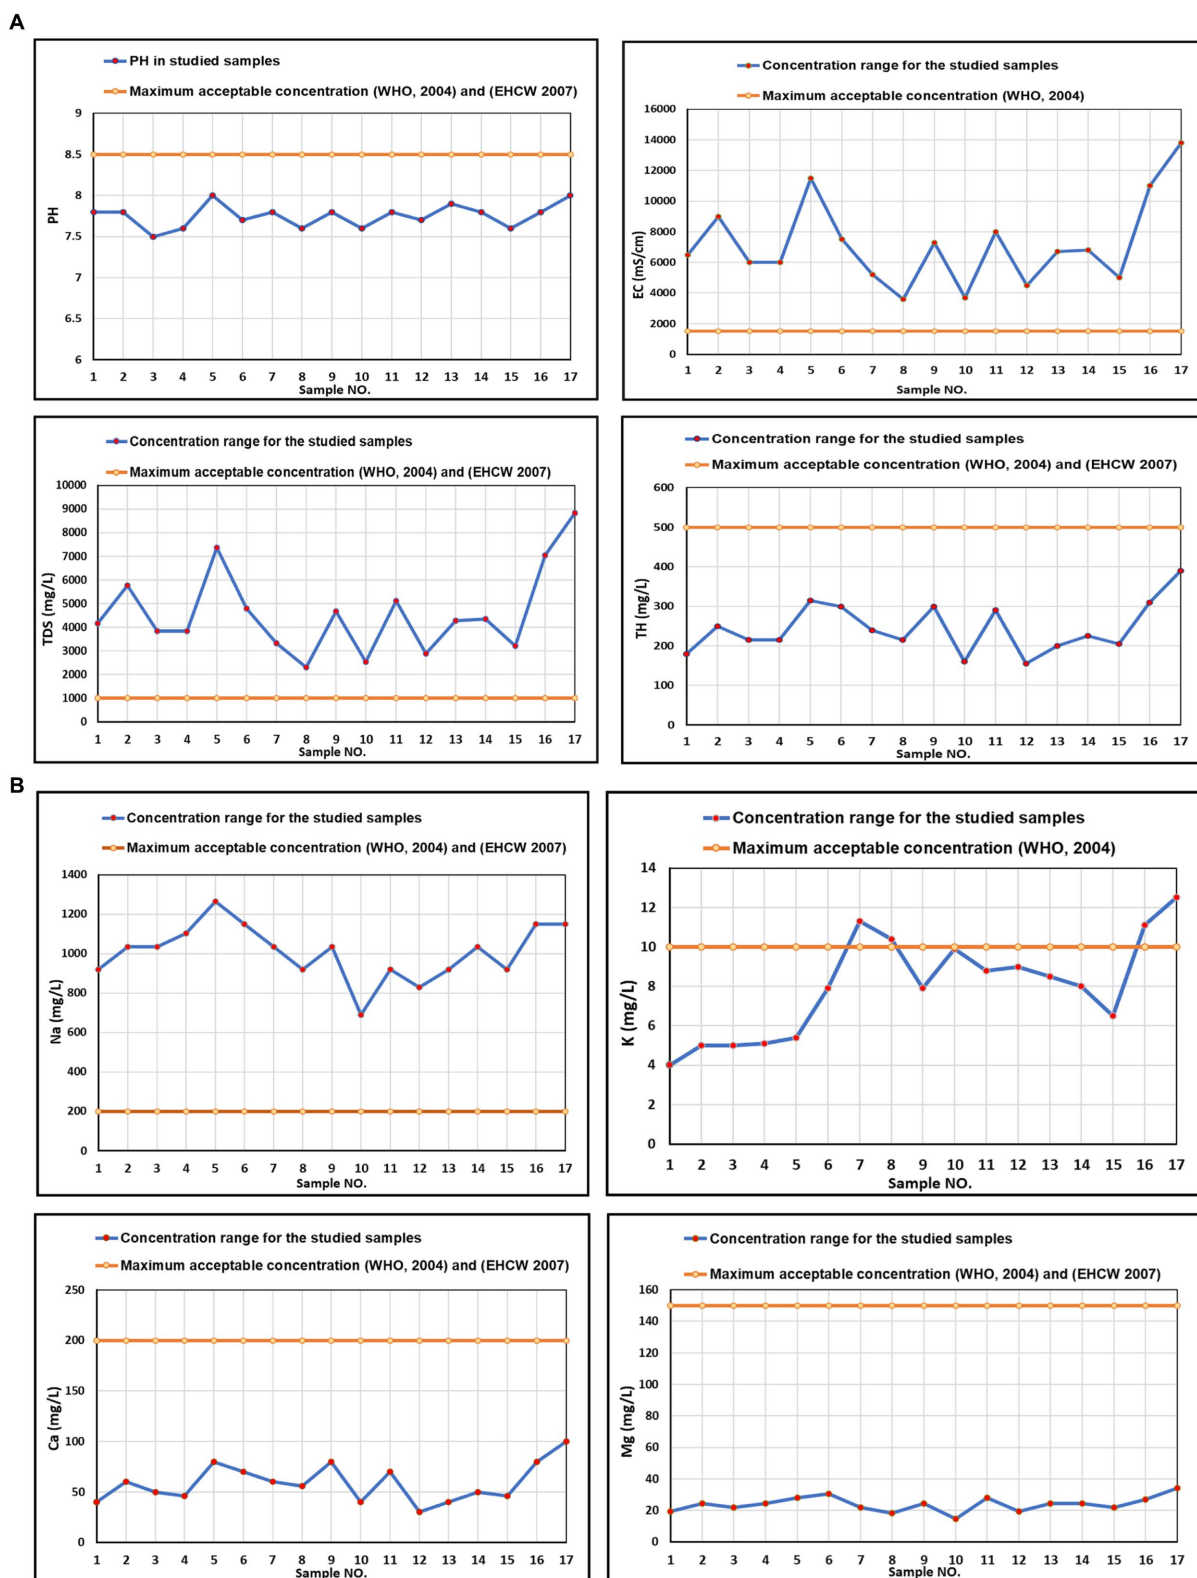 A
PH in studied samples
Maximum acceptable concentration (WHO, 2004) and (EHCW 2007)
9
8.5
8
7.5
7
6.5
6
PH
1 2 3 4 5 6 7 8 9 10 11 12 13 14 15 16 17
Sample NO.
Concentration range for the studied samples
Maximum acceptable concentration (WHO, 2004)
16000
14000
12000
10000
8000
6000
4000
2000
0
EC (mS/cm)
1 2 3 4 5 6 7 8 9 10 11 12 13 14 15 16 17
Sample NO.
Concentration range for the studied samples
Maximum acceptable concentration (WHO, 2004) and (EHCW 2007)
10000
9000
8000
7000
6000
5000
4000
3000
2000
1000
0
TDS (mg/L)
1 2 3 4 5 6 7 8 9 10 11 12 13 14 15 16 17
Sample NO.
Concentration range for the studied samples
Maximum acceptable concentration (WHO, 2004) and (EHCW 2007)
600
500
400
300
200
100
0
TH (mg/L)
1 2 3 4 5 6 7 8 9 10 11 12 13 14 15 16 17
Sample NO.
B
Concentration range for the studied samples
Maximum acceptable concentration (WHO, 2004) and (EHCW 2007)
1400
1200
1000
800
600
400
200
0
Na (mg/L)
1 2 3 4 5 6 7 8 9 10 11 12 13 14 15 16 17
Sample NO.
Concentration range for the studied samples
Maximum acceptable concentration (WHO, 2004)
14
12
10
8
6
4
2
0
K (mg/L)
1 2 3 4 5 6 7 8 9 10 11 12 13 14 15 16 17
Sample NO.
Concentration range for the studied samples
Maximum acceptable concentration (WHO, 2004) and (EHCW 2007)
250
200
150
100
50
0
Ca (mg/L)
1 2 3 4 5 6 7 8 9 10 11 12 13 14 15 16 17
Sample NO.
Concentration range for the studied samples
Maximum acceptable concentration (WHO, 2004) and (EHCW 2007)
160
140
120
100
80
60
40
20
0
Mg (mg/L)
1 2 3 4 5 6 7 8 9 10 11 12 13 14 15 16 17
Sample NO.